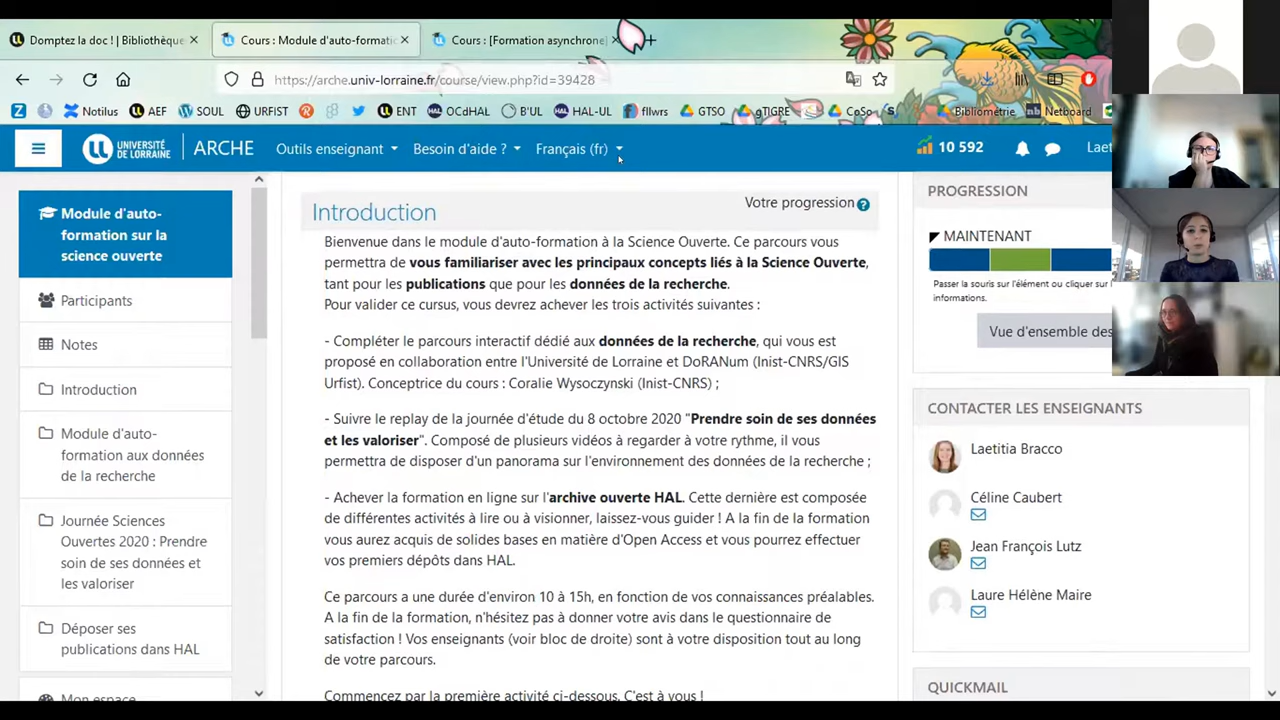 Domptez la doc ! | Bibliothèque
Cours : Module d'auto-formatio
Cours : [Formation asynchrone]
https://arche.univ-lorraine.fr/course/view.php?id=39428
Notilus
AEF
SOUL
URFIST
ENT
OCdHAL
B'UL
HAL-UL
fllwrs
GTSO
gTIGRE
CoSo
Bibliométrie
Netboard
UNIVERSITÉ
DE LORRAINE
ARCHE
Outils enseignant
Besoin d'aide ?
Français (fr)
10 592
Laet
Module d'auto-
formation sur la
science ouverte
Participants
Notes
Introduction
Module d'auto-
formation aux données
de la recherche
Journée Sciences
Ouvertes 2020 : Prendre
soin de ses données et
les valoriser
Déposer ses
publications dans HAL
Mon espace
Introduction
Votre progression
Bienvenue dans le module d'auto-formation à la Science Ouverte. Ce parcours vous
permettra de vous familiariser avec les principaux concepts liés à la Science Ouverte,
tant pour les publications que pour les données de la recherche.
Pour valider ce cursus, vous devrez achever les trois activités suivantes :
- Compléter le parcours interactif dédié aux données de la recherche, qui vous est
proposé en collaboration entre l'Université de Lorraine et DoRANum (Inist-CNRS/GIS
Urfist). Conceptrice du cours : Coralie Wysoczynski (Inist-CNRS) ;
- Suivre le replay de la journée d'étude du 8 octobre 2020 "Prendre soin de ses données
et les valoriser". Composé de plusieurs vidéos à regarder à votre rythme, il vous
permettra de disposer d'un panorama sur l'environnement des données de la recherche ;
- Achever la formation en ligne sur l'archive ouverte HAL. Cette dernière est composée
de différentes activités à lire ou à visionner, laissez-vous guider ! A la fin de la formation
vous aurez acquis de solides bases en matière d'Open Access et vous pourrez effectuer
vos premiers dépôts dans HAL.
Ce parcours a une durée d'environ 10 à 15h, en fonction de vos connaissances préalables.
A la fin de la formation, n'hésitez pas à donner votre avis dans le questionnaire de
satisfaction ! Vos enseignants (voir bloc de droite) sont à votre disposition tout au long
de votre parcours.
Commencez par la première activité ci-dessous. C'est à vous !
PROGRESSION
MAINTENANT
Passer la souris sur l'élément ou cliquer sur l
informations.
Vue d'ensemble des
CONTACTER LES ENSEIGNANTS
Laetitia Bracco
Céline Caubert
Jean François Lutz
Laure Hélène Maire
QUICKMAIL